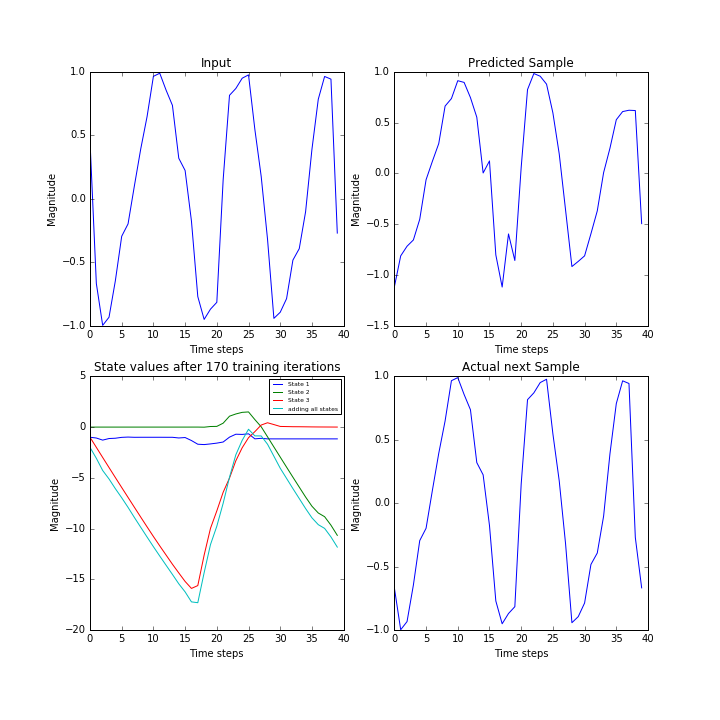 Input
Predicted Sample
1.0
0.5
0.0
−0.5
−1.0
Magnitude
0 5 10 15 20 25 30 35 40
Time steps
1.0
0.5
0.0
−0.5
−1.0
−1.5
Magnitude
0 5 10 15 20 25 30 35 40
Time steps
State values after 170 training iterations
Actual next Sample
5
0
−5
−10
−15
−20
Magnitude
State 1
State 2
State 3
adding all states
0 5 10 15 20 25 30 35 40
Time steps
1.0
0.5
0.0
−0.5
−1.0
Magnitude
0 5 10 15 20 25 30 35 40
Time steps